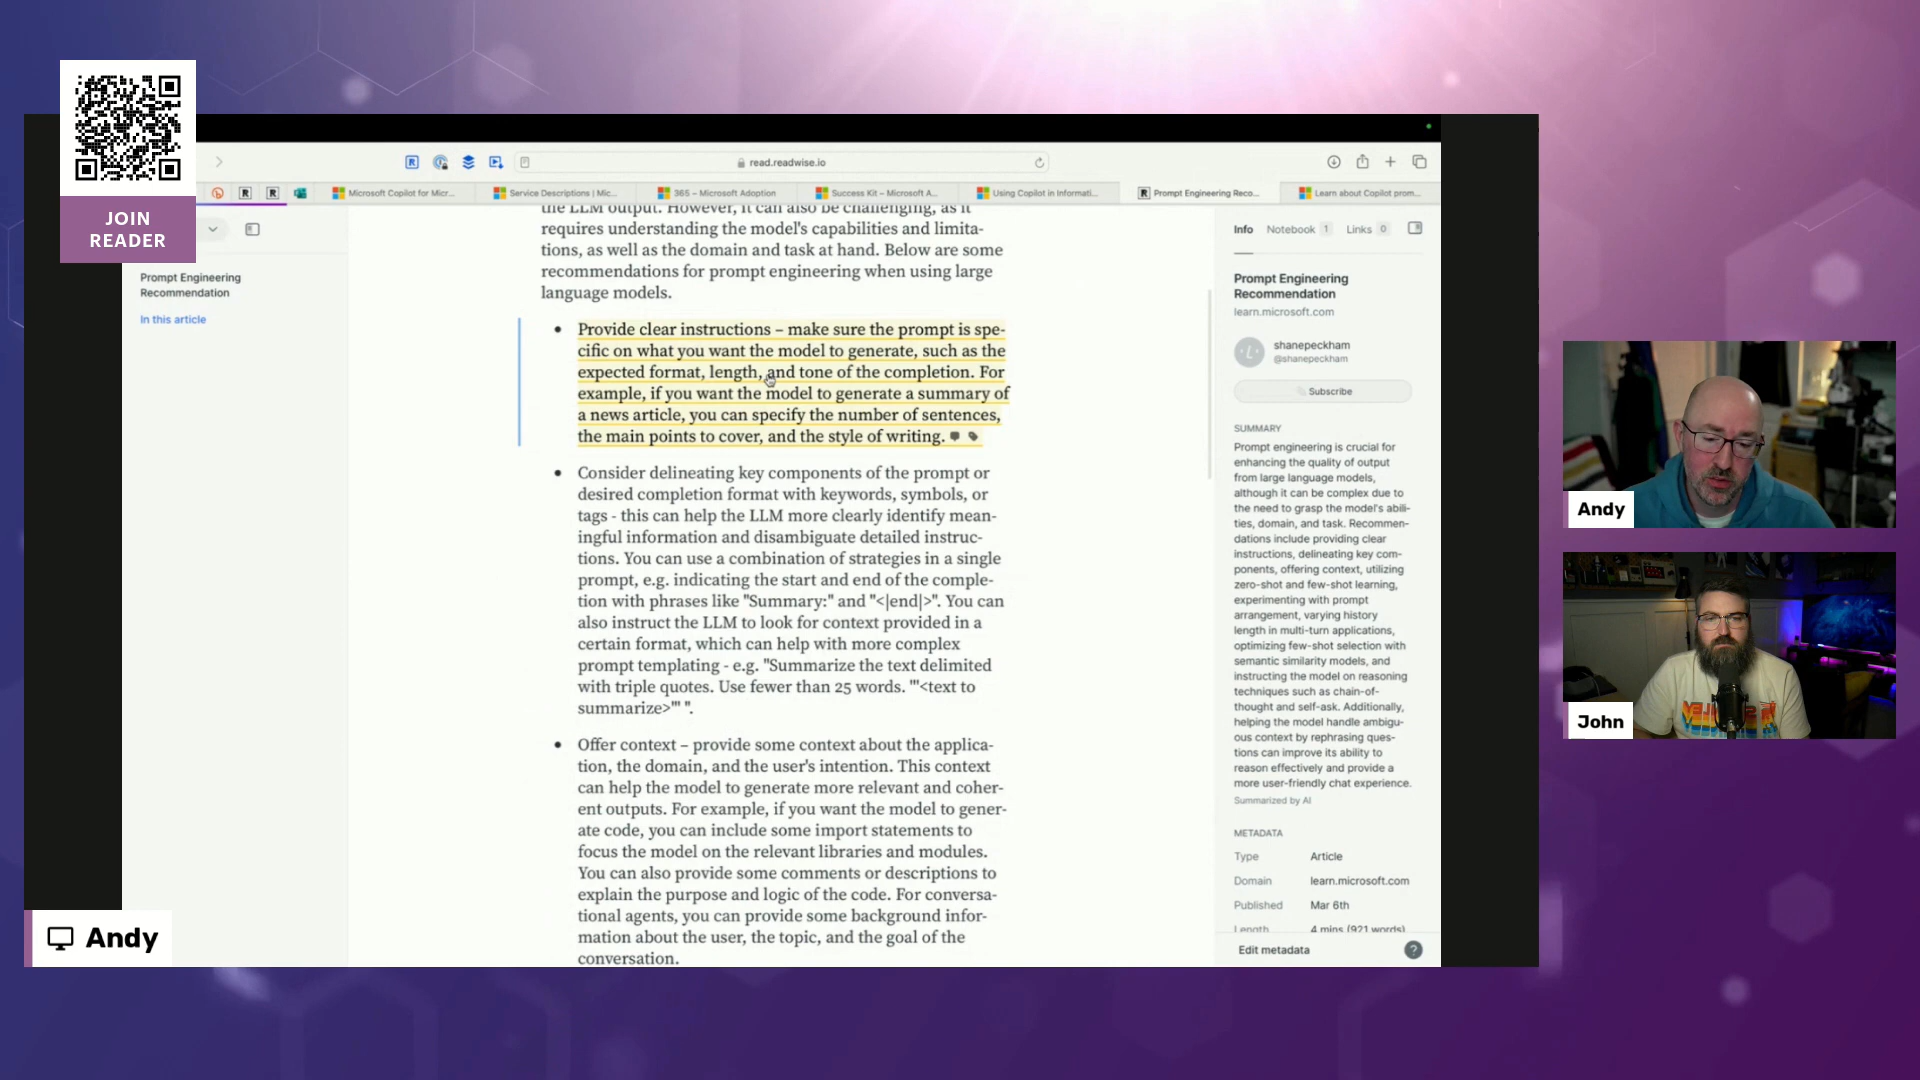 JOIN
READER
read.readwise.io
Microsoft Copilot for Micr...
Service Descriptions | Mic...
365 – Microsoft Adoption
Success Kit – Microsoft A...
Using Copilot in Informati...
Prompt Engineering Reco...
Learn about Copilot prom...
Prompt Engineering
Recommendation
In this article
the LLM output. However, it can also be challenging, as it
requires understanding the model's capabilities and limita-
tions, as well as the domain and task at hand. Below are some
recommendations for prompt engineering when using large
language models.
• Provide clear instructions – make sure the prompt is spe-
cific on what you want the model to generate, such as the
expected format, length, and tone of the completion. For
example, if you want the model to generate a summary of
a news article, you can specify the number of sentences,
the main points to cover, and the style of writing.
• Consider delineating key components of the prompt or
desired completion format with keywords, symbols, or
tags - this can help the LLM more clearly identify mean-
ingful information and disambiguate detailed instruc-
tions. You can use a combination of strategies in a single
prompt, e.g. indicating the start and end of the comple-
tion with phrases like "Summary:" and "<|end|>". You can
also instruct the LLM to look for context provided in a
certain format, which can help with more complex
prompt templating - e.g. "Summarize the text delimited
with triple quotes. Use fewer than 25 words. '"<text to
summarize>'" ".
• Offer context – provide some context about the applica-
tion, the domain, and the user's intention. This context
can help the model to generate more relevant and coher-
ent outputs. For example, if you want the model to gener-
ate code, you can include some import statements to
focus the model on the relevant libraries and modules.
You can also provide some comments or descriptions to
explain the purpose and logic of the code. For conversa-
tional agents, you can provide some background infor-
mation about the user, the topic, and the goal of the
conversation.
Info Notebook 1 Links 0
Prompt Engineering
Recommendation
learn.microsoft.com
shanepeckham
@shanepeckham
Subscribe
SUMMARY
Prompt engineering is crucial for
enhancing the quality of output
from large language models,
although it can be complex due to
the need to grasp the model's abili-
ties, domain, and task. Recommen-
dations include providing clear
instructions, delineating key com-
ponents, offering context, utilizing
zero-shot and few-shot learning,
experimenting with prompt
arrangement, varying history
length in multi-turn applications,
optimizing few-shot selection with
semantic similarity models, and
instructing the model on reasoning
techniques such as chain-of-
thought and self-ask. Additionally,
helping the model handle ambigu-
ous context by rephrasing ques-
tions can improve its ability to
reason effectively and provide a
more user-friendly chat experience.
Summarized by AI
METADATA
Type Article
Domain learn.microsoft.com
Published Mar 6th
Length 4 mins (921 words)
Edit metadata
?
Andy
John
Andy